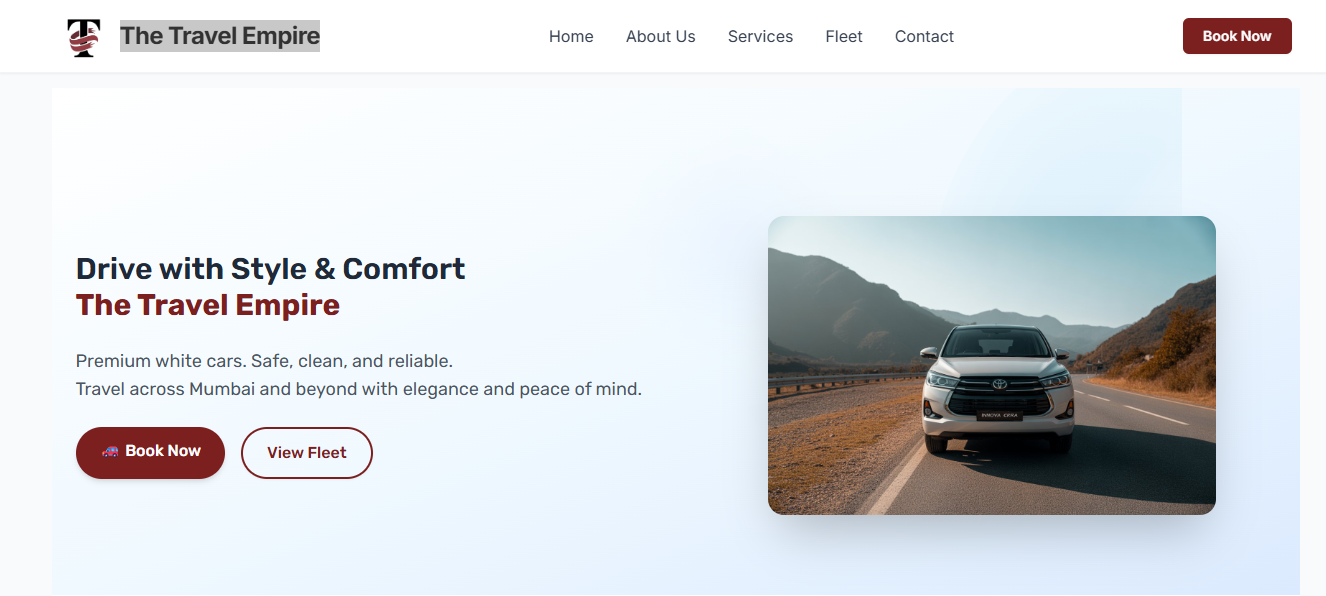 The Travel Empire
Home About Us Services Fleet Contact
Book Now
Drive with Style & Comfort
The Travel Empire
Premium white cars. Safe, clean, and reliable.
Travel across Mumbai and beyond with elegance and peace of mind.
Book Now
View Fleet
INNOVA CRYSTA